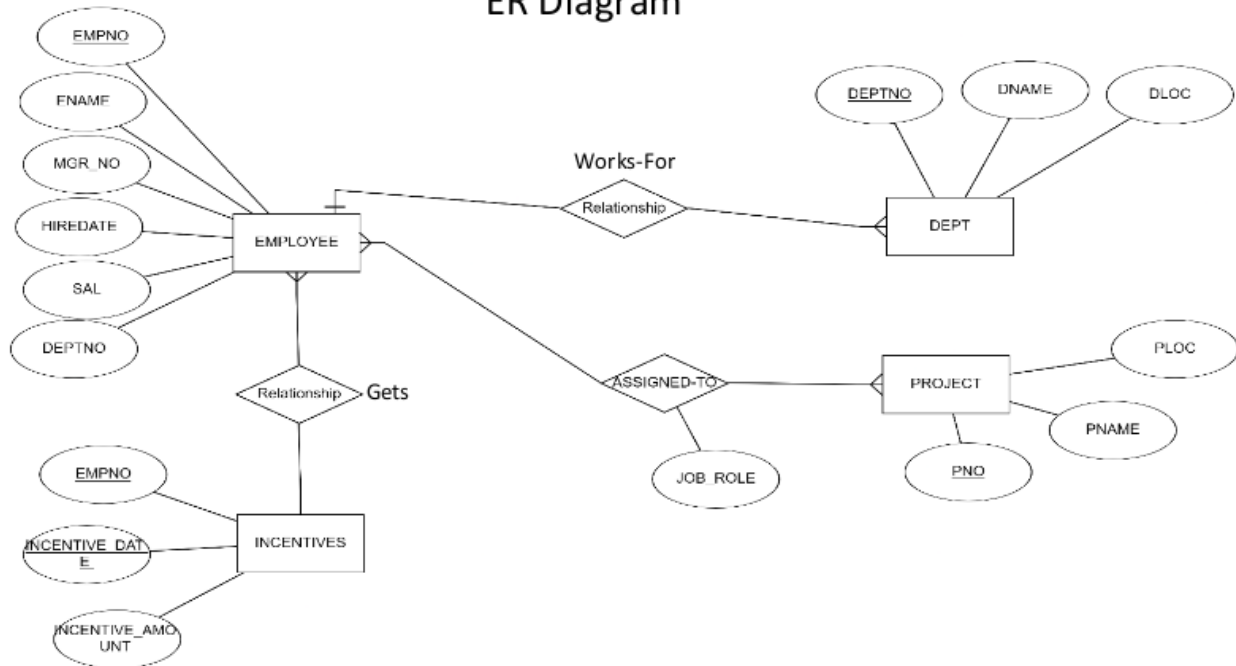 ER Diagram
EMPNO
ENAME
MGR_NO
HIREDATE
SAL
DEPTNO
EMPLOYEE
Works-For
Relationship
DEPTNO
DNAME
DLOC
DEPT
Relationship
Gets
ASSIGNED-TO
JOB_ROLE
PROJECT
PLOC
PNAME
PNO
EMPNO
INCENTIVE_DAT
E
INCENTIVE_AMO
UNT
INCENTIVES